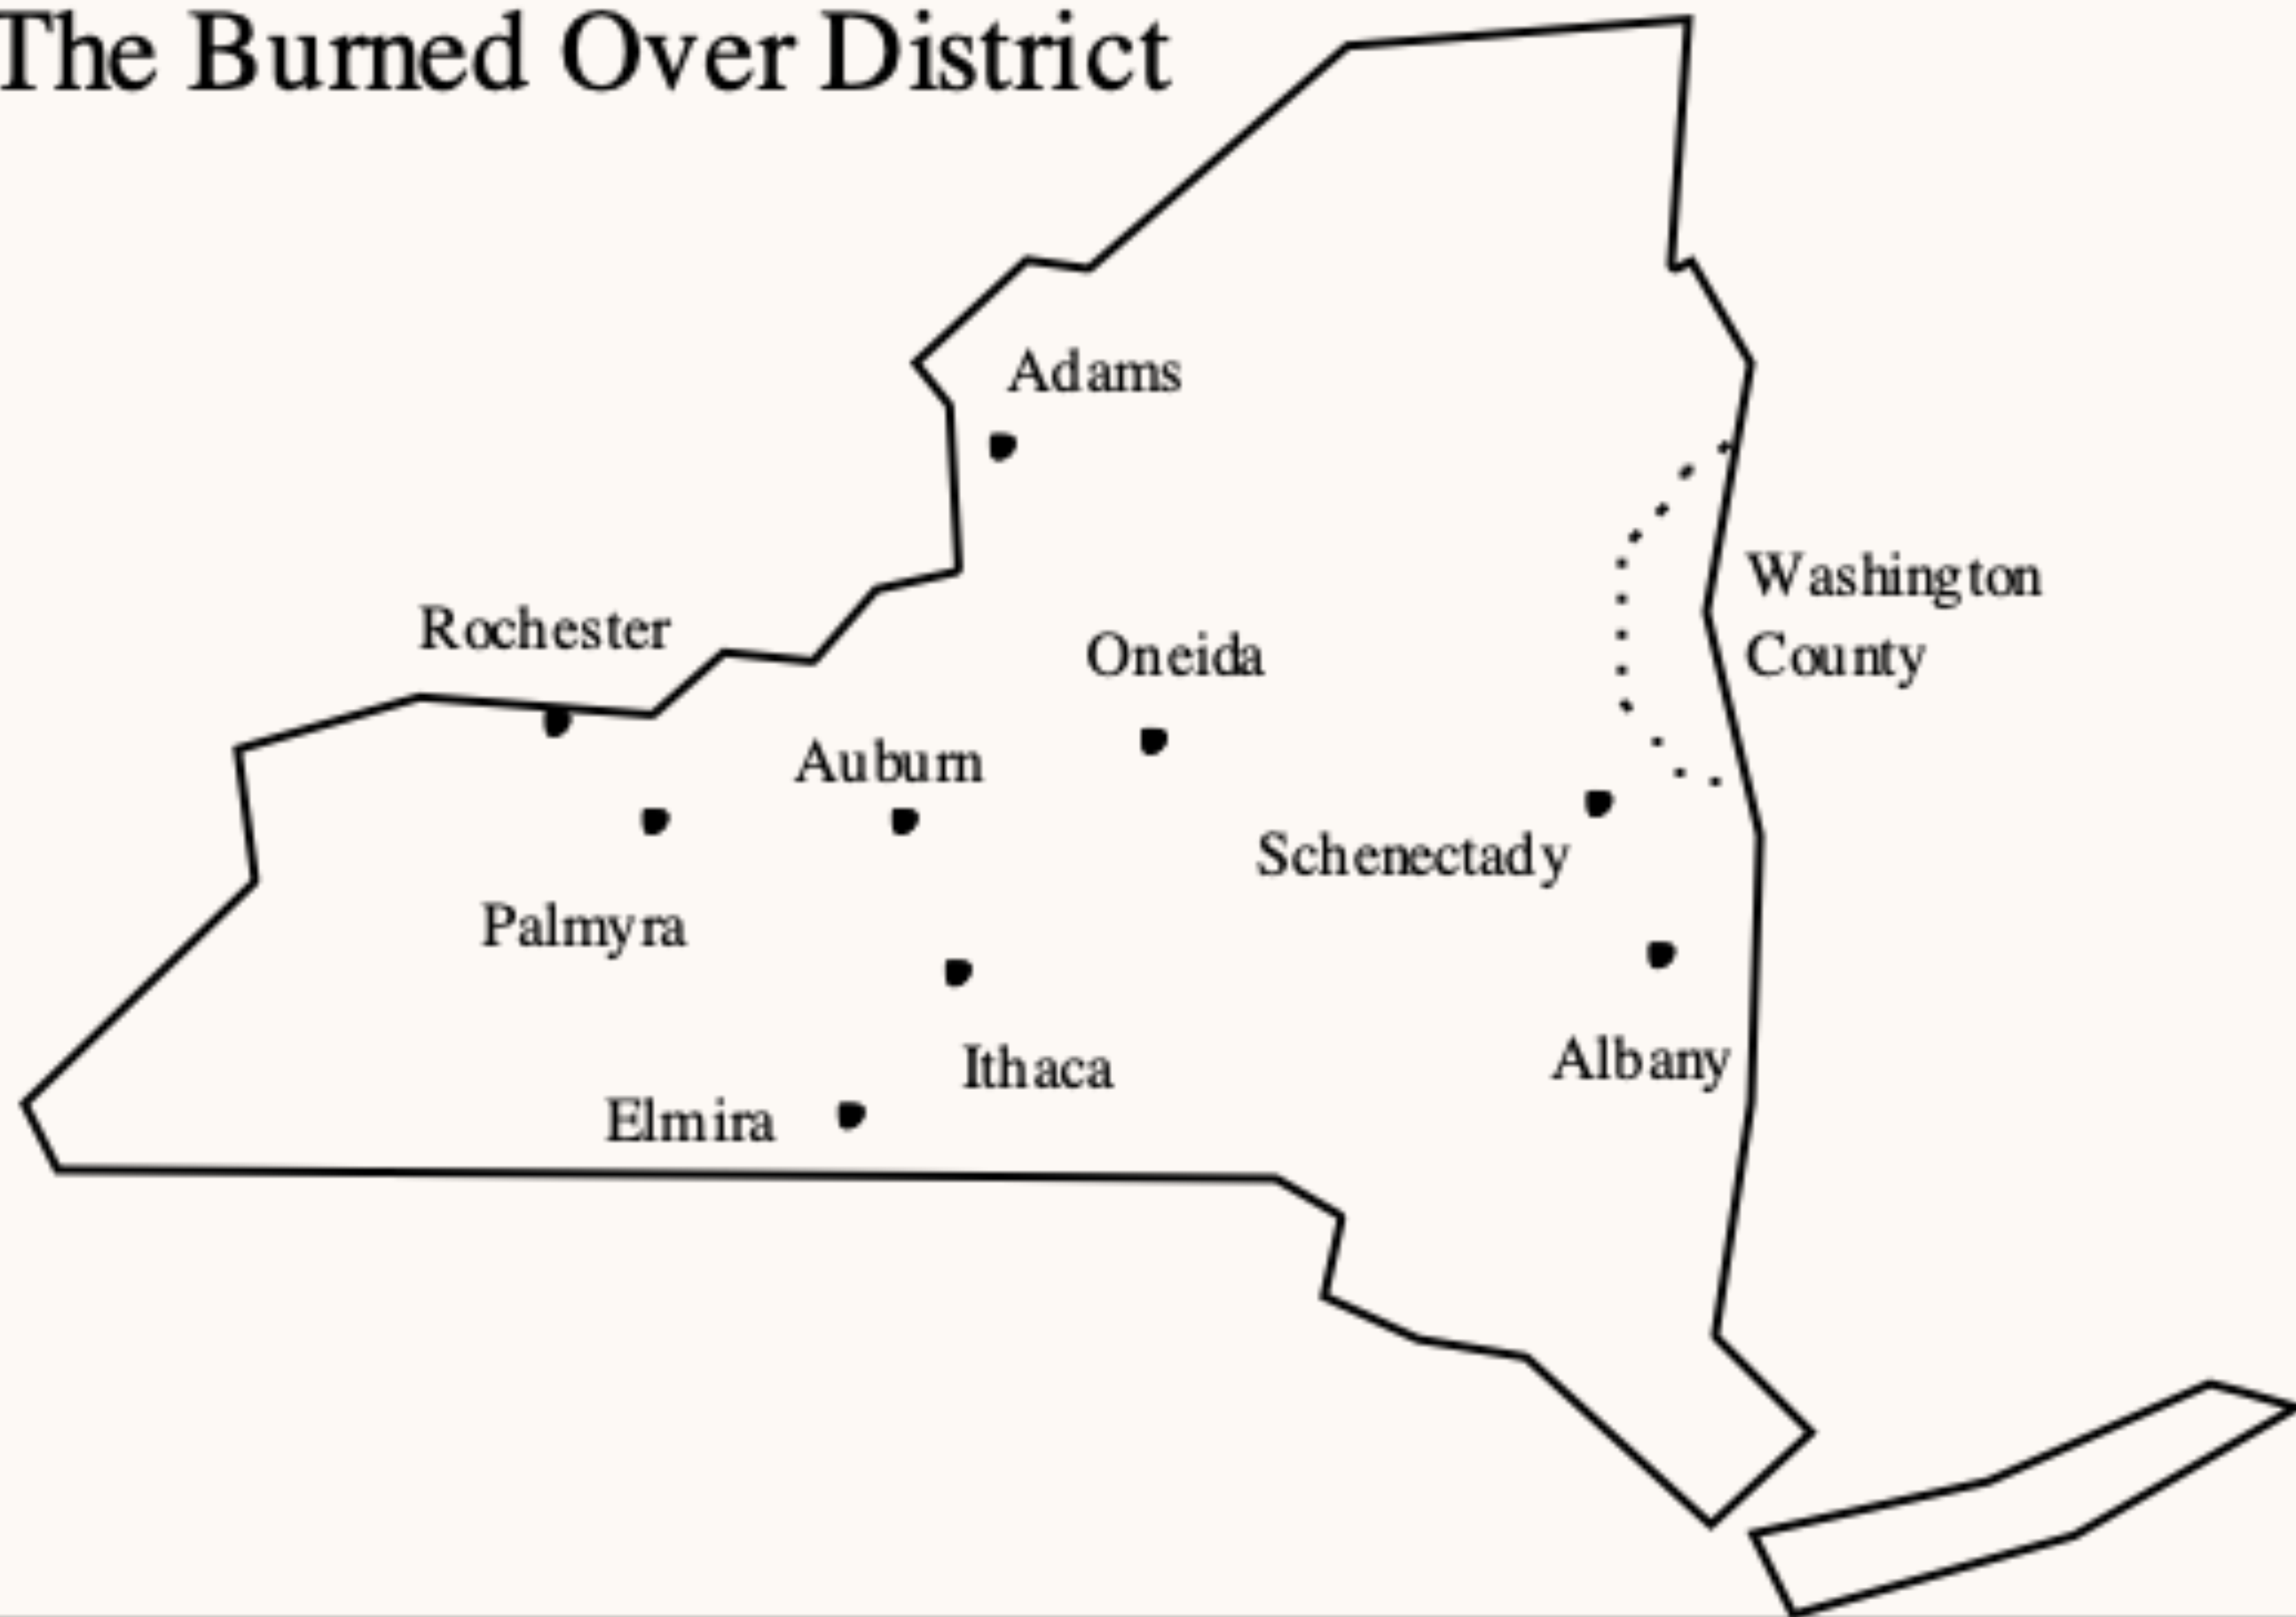 The Burned Over District
Adams
Washington
County
Rochester
Oneida
Auburn
Schenectady
Palmyra
Albany
Ithaca
Elmira